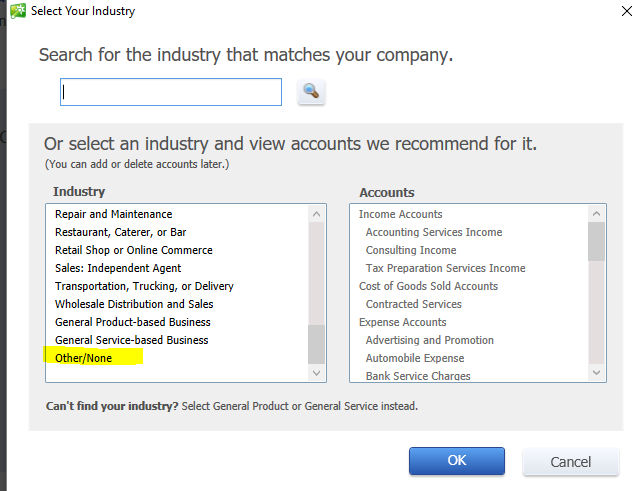 Select Your Industry
Search for the industry that matches your company.
Or select an industry and view accounts we recommend for it.
(You can add or delete accounts later.)
Industry
Repair and Maintenance
Restaurant, Caterer, or Bar
Retail Shop or Online Commerce
Sales: Independent Agent
Transportation, Trucking, or Delivery
Wholesale Distribution and Sales
General Product-based Business
General Service-based Business
Other/None
Accounts
Income Accounts
Accounting Services Income
Consulting Income
Tax Preparation Services Income
Cost of Goods Sold Accounts
Contracted Services
Expense Accounts
Advertising and Promotion
Automobile Expense
Bank Service Charges
Can't find your industry? Select General Product or General Service instead.
OK
Cancel